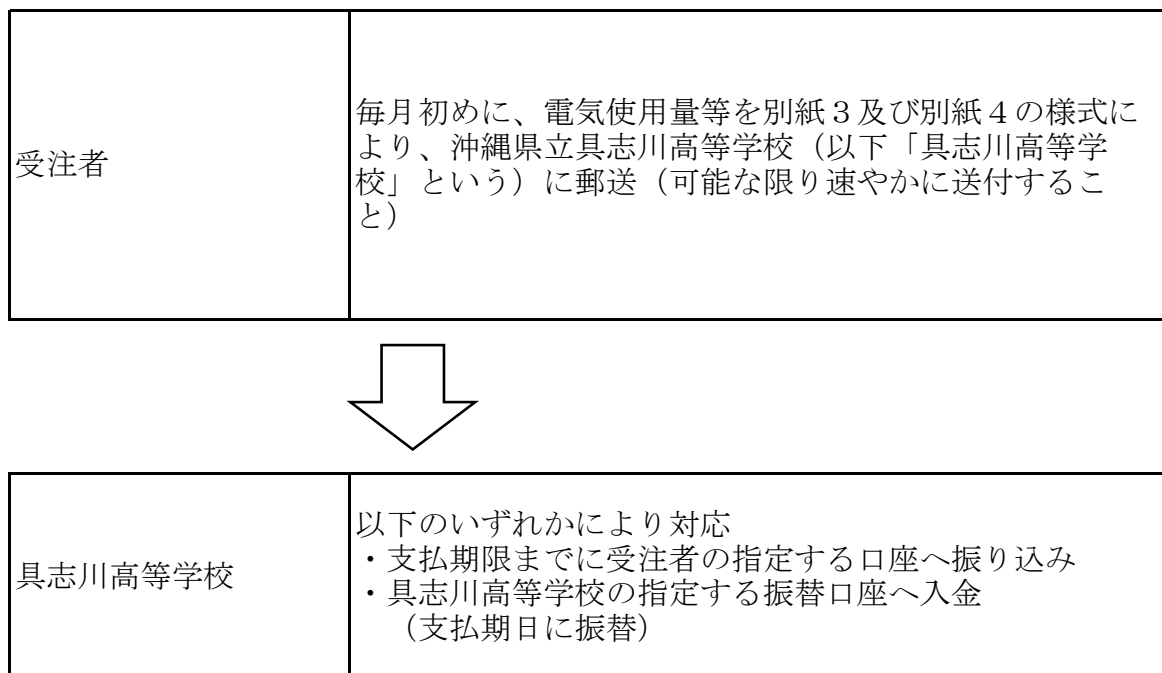 受注者
毎月初めに、電気使用量等を別紙３及び別紙４の様式に
より、沖縄県立具志川高等学校（以下「具志川高等学
校」という）に郵送（可能な限り速やかに送付するこ
と）
具志川高等学校
以下のいずれかにより対応
・支払期限までに受注者の指定する口座へ振り込み
・具志川高等学校の指定する振替口座へ入金
（支払期日に振替）